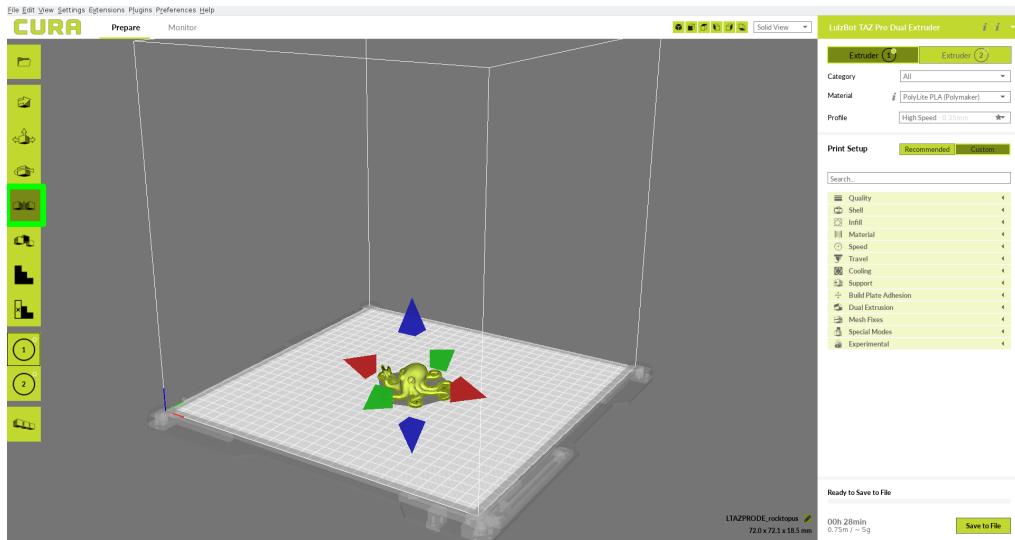 File Edit View Settings Extensions Plugins Preferences Help
CURA Prepare Monitor Solid View LulzBot TAZ Pro Dual Extruder i i
Extruder 1 Extruder 2
Category All
Material i PolyLite PLA (Polymaker)
Profile High Speed - 0.35mm
Print Setup Recommended Custom
Search...
Quality
Shell
Infill
Material
Speed
Travel
Cooling
Support
Build Plate Adhesion
Dual Extrusion
Mesh Fixes
Special Modes
Experimental
1
2
Ready to Save to File
LTAZPRODE_rocktopus
72.0 x 72.1 x 18.5 mm
00h 28min
0.75m / ~ 5g
Save to File